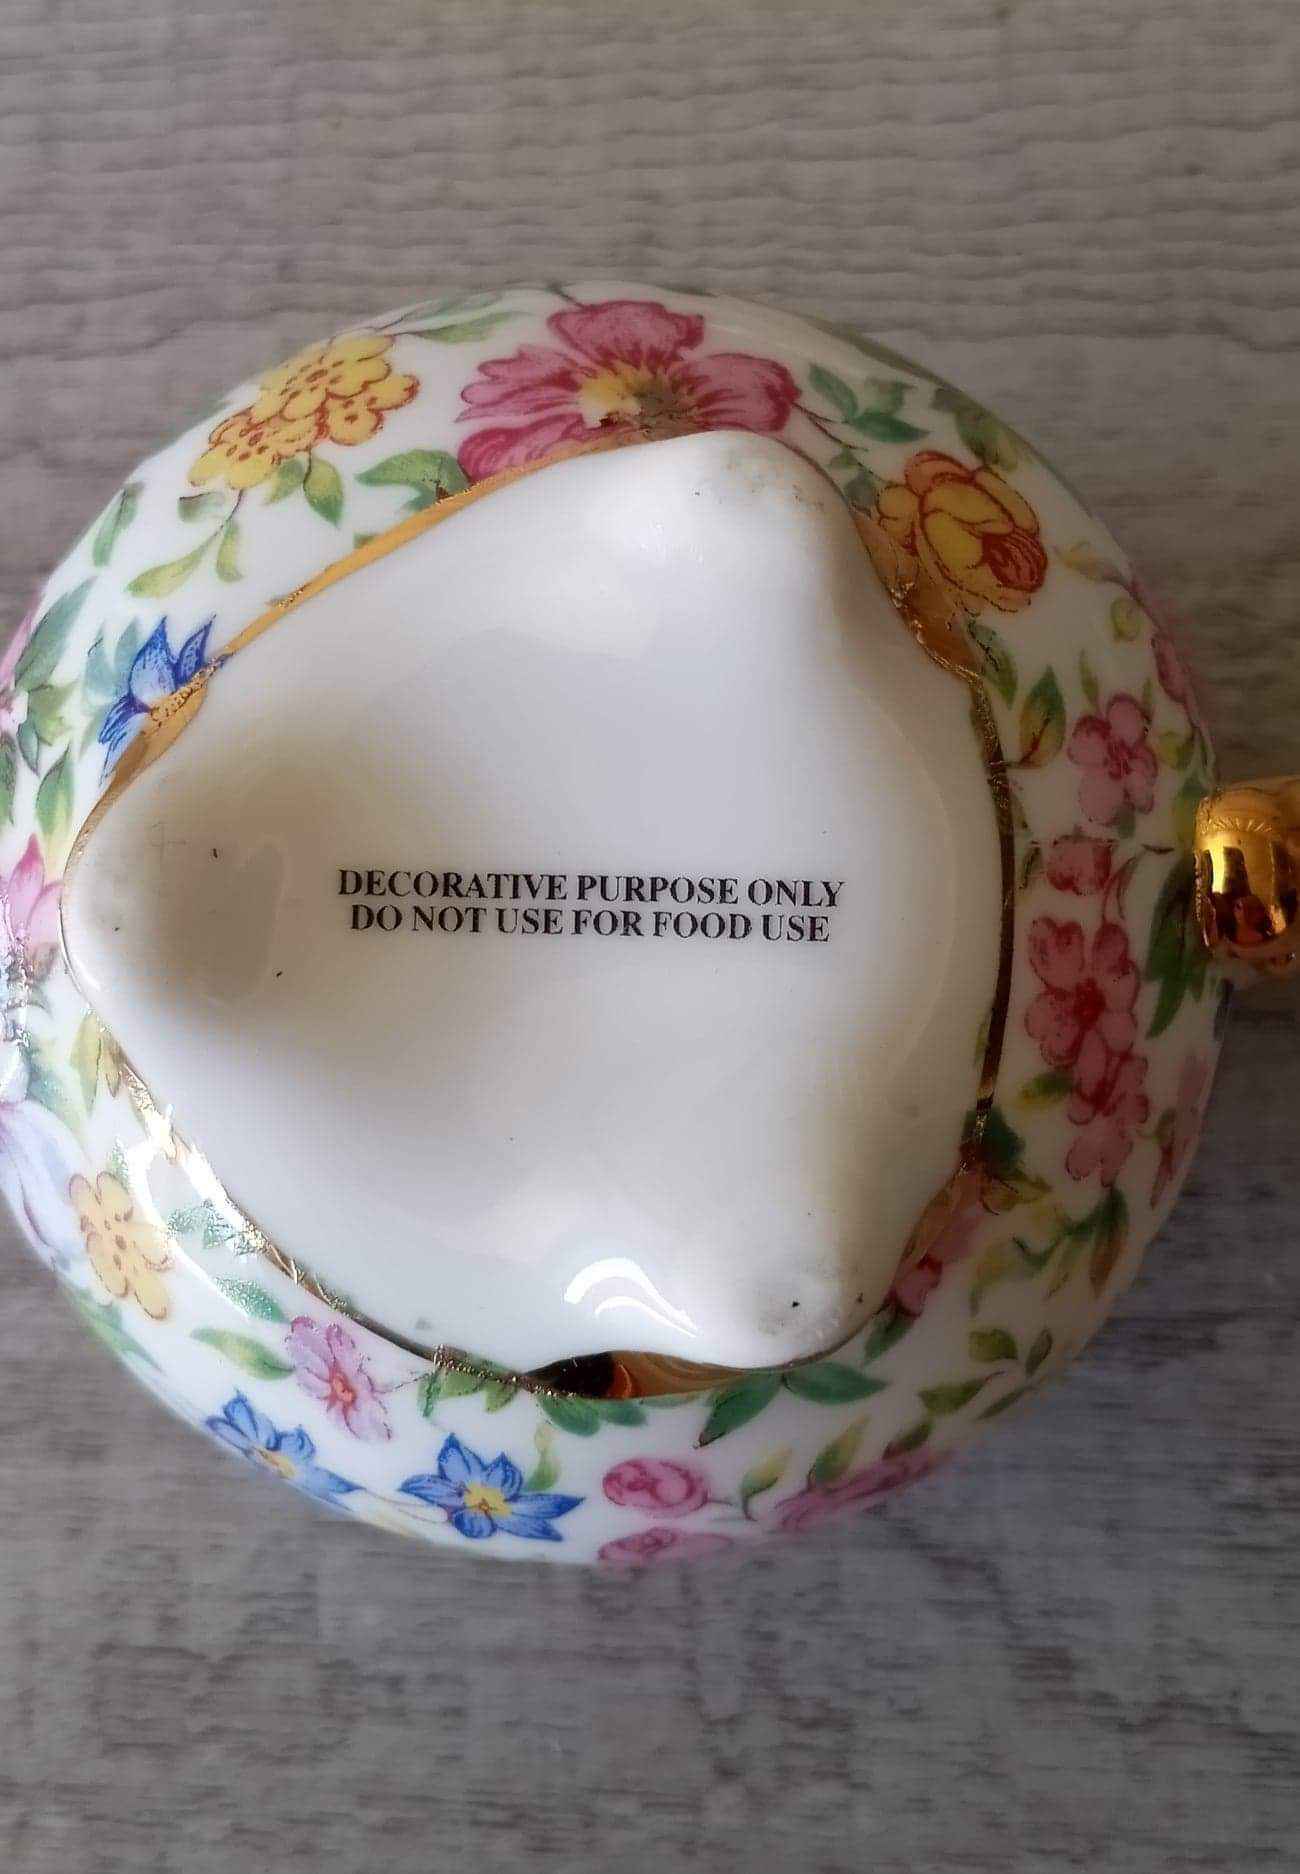 DECORATIVE PURPOSE ONLY
DO NOT USE FOR FOOD USE